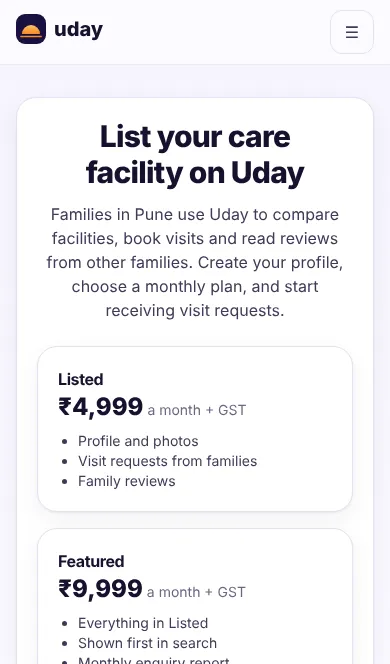 uday
List your care
facility on Uday
Families in Pune use Uday to compare
facilities, book visits and read reviews
from other families. Create your profile,
choose a monthly plan, and start
receiving visit requests.
Listed
₹4,999 a month + GST
• Profile and photos
• Visit requests from families
• Family reviews
Featured
₹9,999 a month + GST
• Everything in Listed
• Shown first in search
• Monthly enquiry report